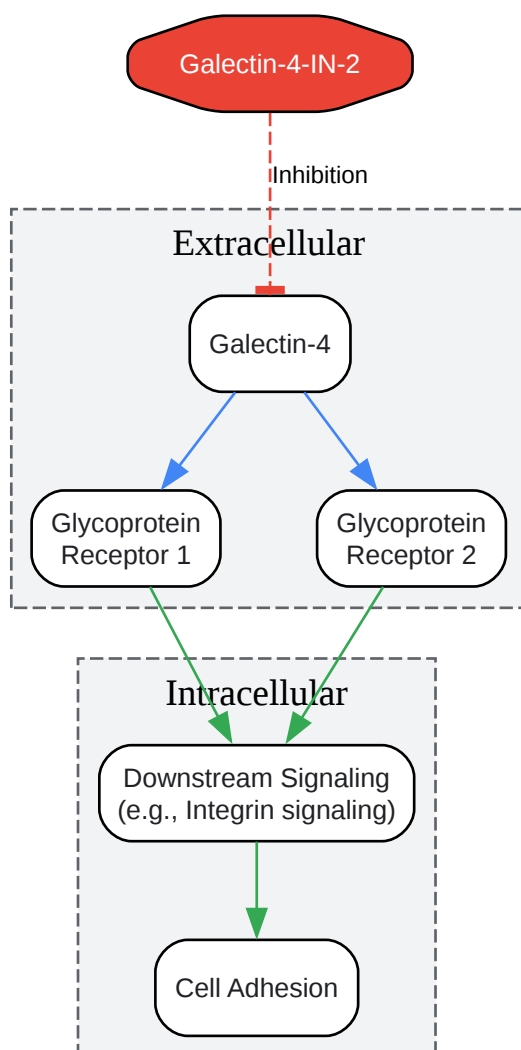 Galectin-4-IN-2
Inhibition
Extracellular
Galectin-4
Glycoprotein
Receptor 1
Glycoprotein
Receptor 2
Intracellular
Downstream Signaling
(e.g., Integrin signaling)
Cell Adhesion